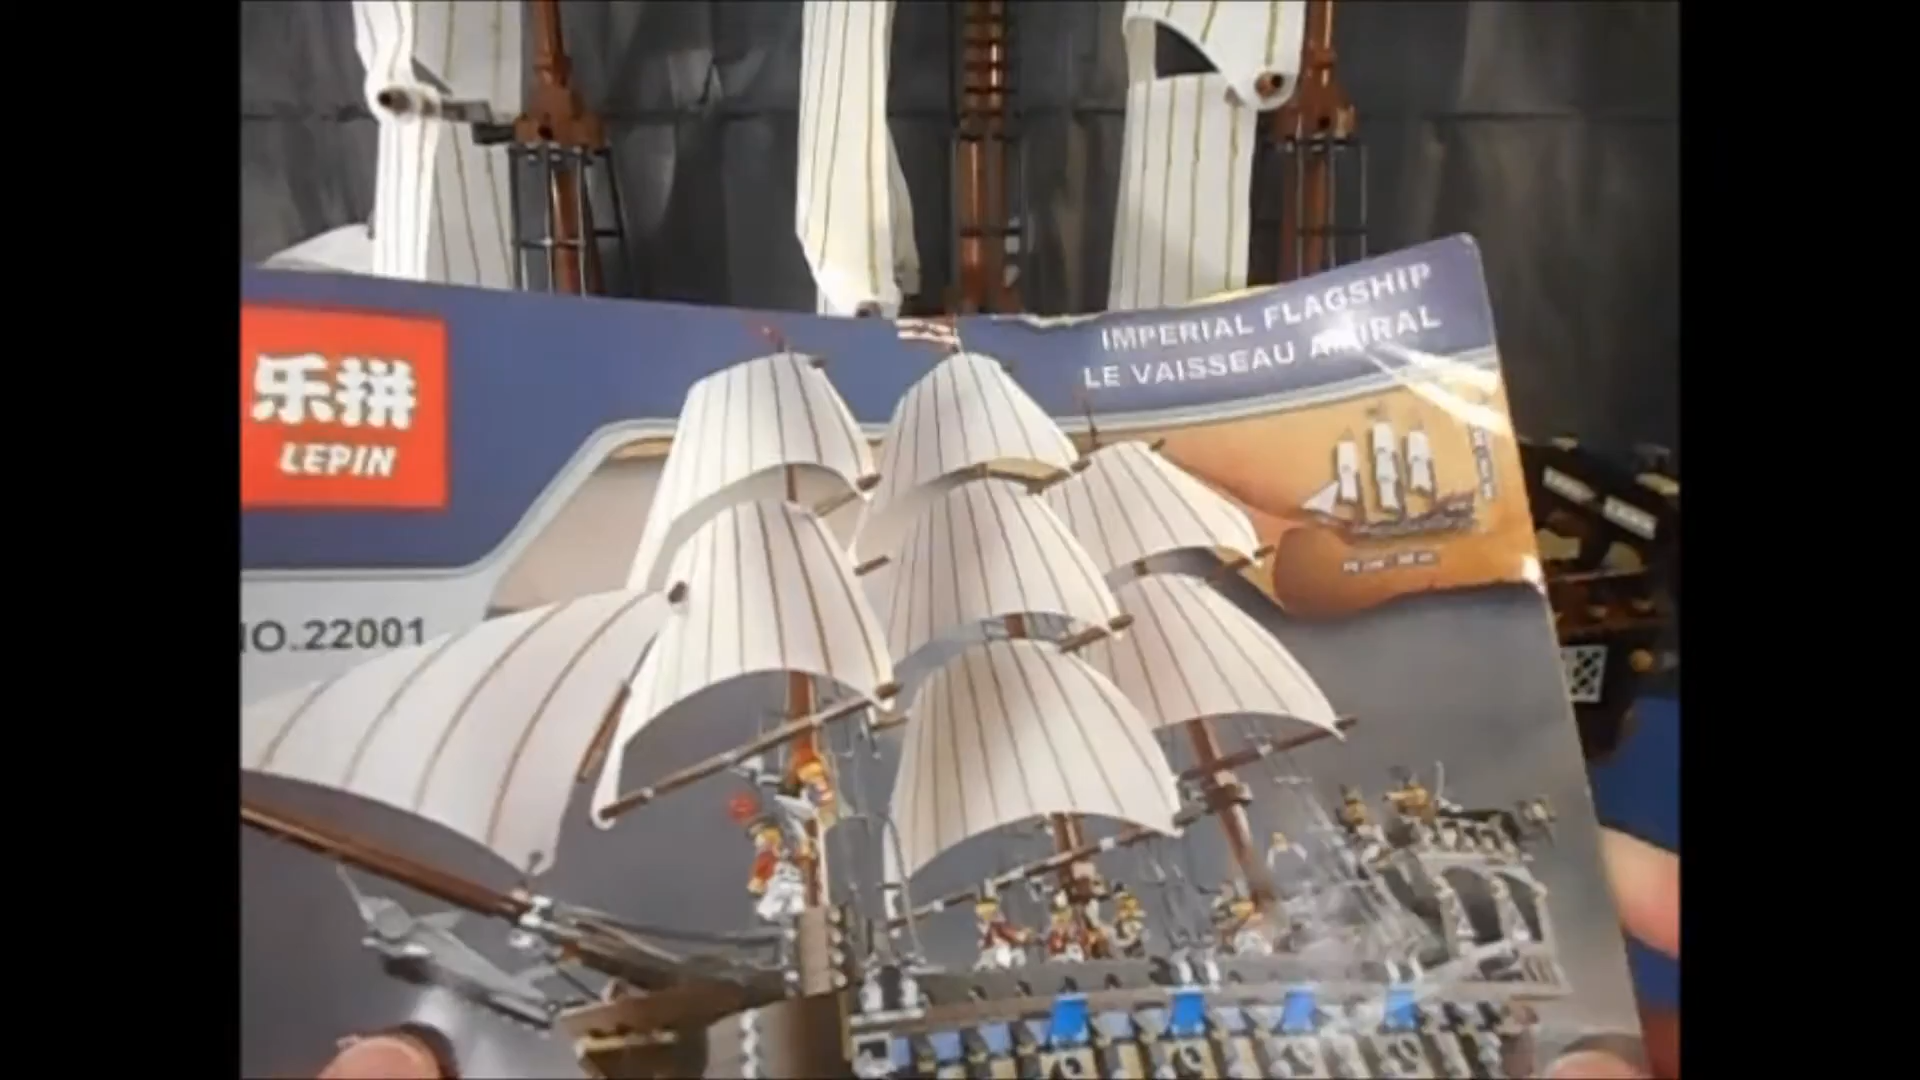 IMPERIAL FLAGSHIP
LE VAISSEAU AMIRAL
乐拼
LEPIN
NO.22001